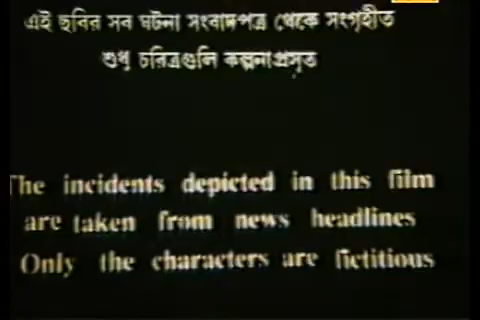 এই ছবির সব ঘটনা সংবাদপত্র থেকে সংগৃহীত
শুধু চরিত্রগুলি কল্পনাপ্রসূত
The incidents depicted in this film
are taken from news headlines
Only the characters are fictitious